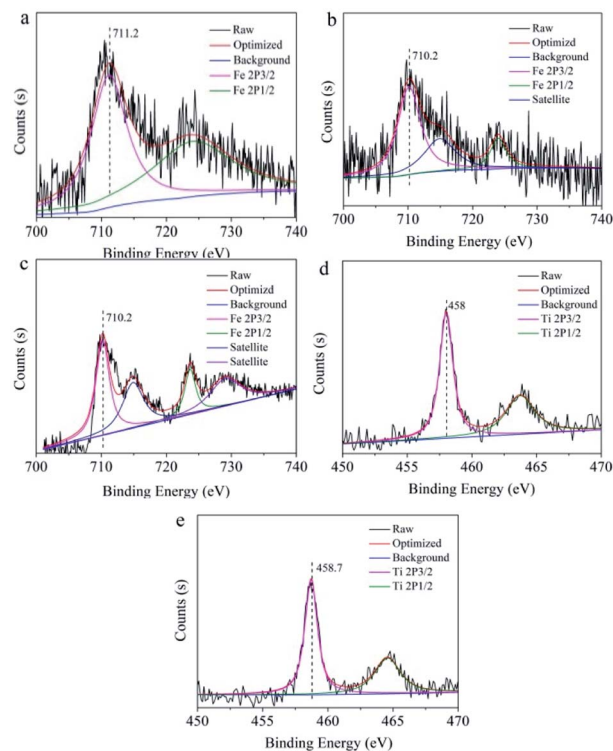 a
711.2
Raw
Optimized
Background
Fe 2P3/2
Fe 2P1/2
Counts (s)
700 710 720 730 740
Binding Energy (eV)
b
710.2
Raw
Optimizd
Background
Fe 2P3/2
Fe 2P1/2
Satellite
Counts (s)
700 710 720 730 740
Binding Energy (eV)
c
710.2
Raw
Optimizd
Background
Fe 2P3/2
Fe 2P1/2
Satellite
Satellite
Counts (s)
700 710 720 730 740
Binding Energy (eV)
d
458
Raw
Optimized
Background
Ti 2P3/2
Ti 2P1/2
Counts (s)
450 455 460 465 470
Binding Energy (eV)
e
458.7
Raw
Optimized
Background
Ti 2P3/2
Ti 2P1/2
Counts (s)
450 455 460 465 470
Binding Energy (eV)